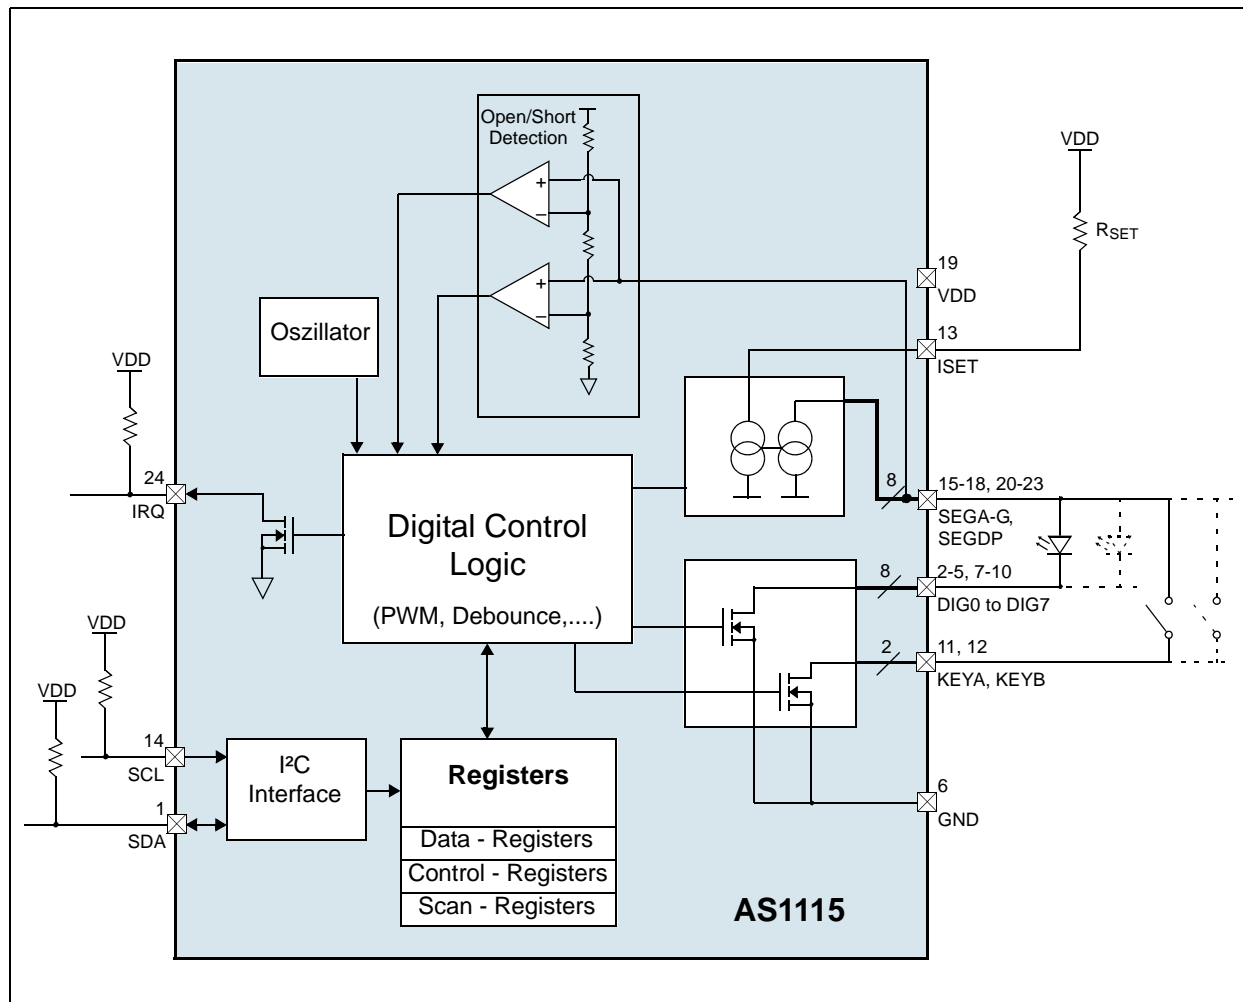 Open/Short
Detection
+
–
+
–
Oszillator
VDD
RSET
19
VDD
13
ISET
VDD
24
IRQ
Digital Control
Logic
(PWM, Debounce,....)
8
15-18, 20-23
SEGA-G,
SEGDP
8
2-5, 7-10
DIG0 to DIG7
2
11, 12
KEYA, KEYB
VDD
VDD
14
SCL
1
SDA
I²C
Interface
Registers
Data - Registers
Control - Registers
Scan - Registers
6
GND
AS1115